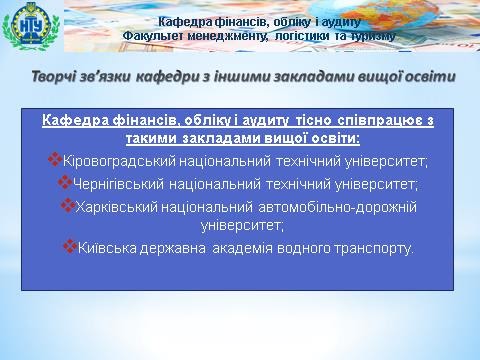 НТУ
Кафедра фінансів, обліку і аудиту
Факультет менеджменту, логістики та туризму
Творчі зв’язки кафедри з іншими закладами вищої освіти
Кафедра фінансів, обліку і аудиту тісно співпрацює з
такими закладами вищої освіти:
❖Кіровоградський національний технічний університет;
❖Чернігівський національний технічний університет;
❖Харківський національний автомобільно-дорожній
університет;
❖Київська державна академія водного транспорту.